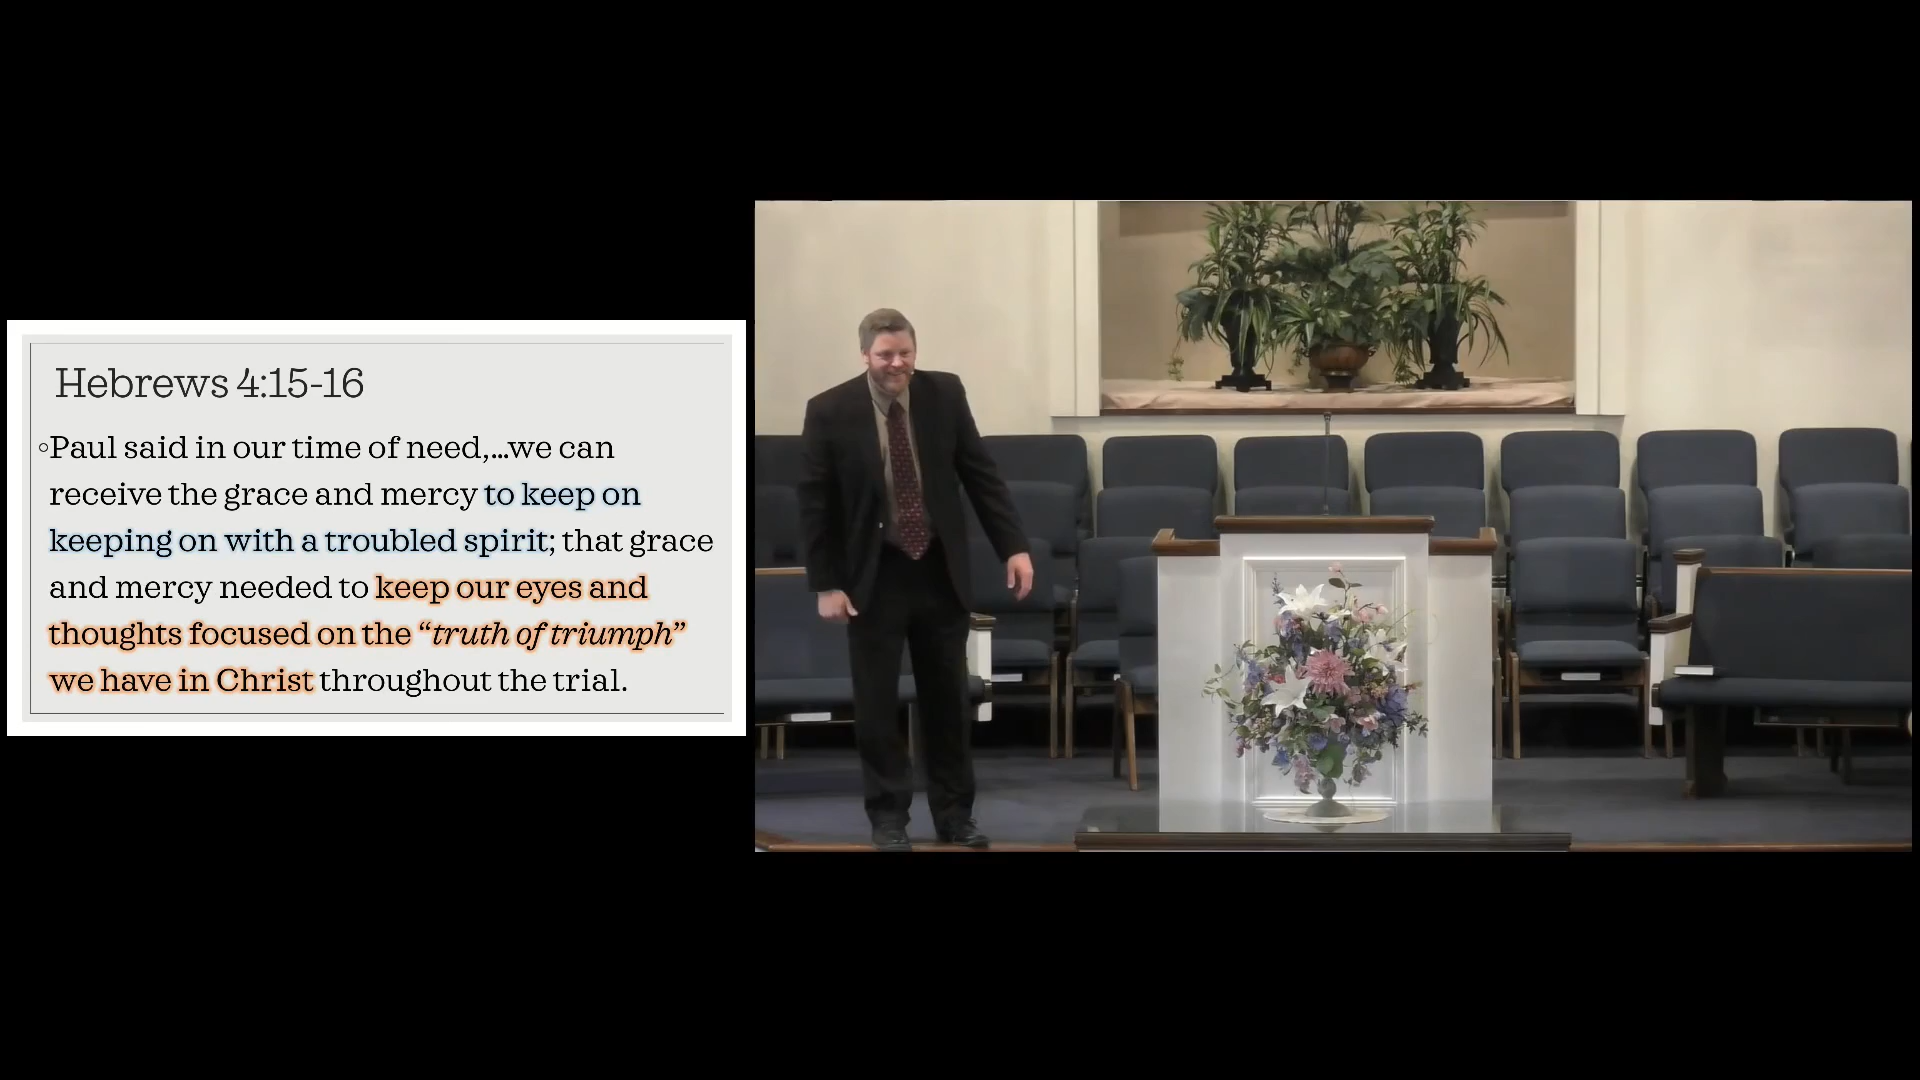 Hebrews 4:15-16
◦Paul said in our time of need,...we can
receive the grace and mercy to keep on
keeping on with a troubled spirit; that grace
and mercy needed to keep our eyes and
thoughts focused on the “truth of triumph”
we have in Christ throughout the trial.